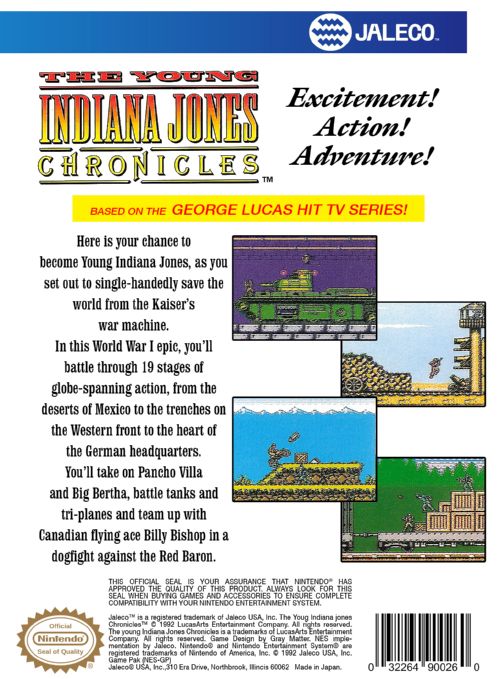 JALECO™
THE YOUNG
INDIANA JONES
CHRONICLES™
Excitement!
Action!
Adventure!
BASED ON THE GEORGE LUCAS HIT TV SERIES!
Here is your chance to
become Young Indiana Jones, as you
set out to single-handedly save the
world from the Kaiser's
war machine.
In this World War I epic, you'll
battle through 19 stages of
globe-spanning action, from the
deserts of Mexico to the trenches on
the Western front to the heart of
the German headquarters.
You'll take on Pancho Villa
and Big Bertha, battle tanks and
tri-planes and team up with
Canadian flying ace Billy Bishop in a
dogfight against the Red Baron.
THIS OFFICIAL SEAL IS YOUR ASSURANCE THAT NINTENDO® HAS
APPROVED THE QUALITY OF THIS PRODUCT. ALWAYS LOOK FOR THIS
SEAL WHEN BUYING GAMES AND ACCESSORIES TO ENSURE COMPLETE
COMPATIBILITY WITH YOUR NINTENDO ENTERTAINMENT SYSTEM.
Official
Nintendo
Seal of Quality
Jaleco™ is a registered trademark of Jaleco USA, Inc. The Youg Indiana Jones
Chronicles™ © 1992 LucasArts Entertainment Company. All rights reserved.
The young Indiana Jones Chronicles is a trademark of LucasArts Entertainment
Company. All rights reserved. Game Design by Gray Matter. NES imple-
mentation by Jaleco. Nintendo® and Nintendo Entertainment System® are
registered trademarks of Nintendo of America, Inc. © 1992 Jaleco USA, Inc.
Game Pak (NES-GP)
Jaleco® USA, Inc.,310 Era Drive, Northbrook, Illincis 60062 Made in Japan.
0 32264 90026 0